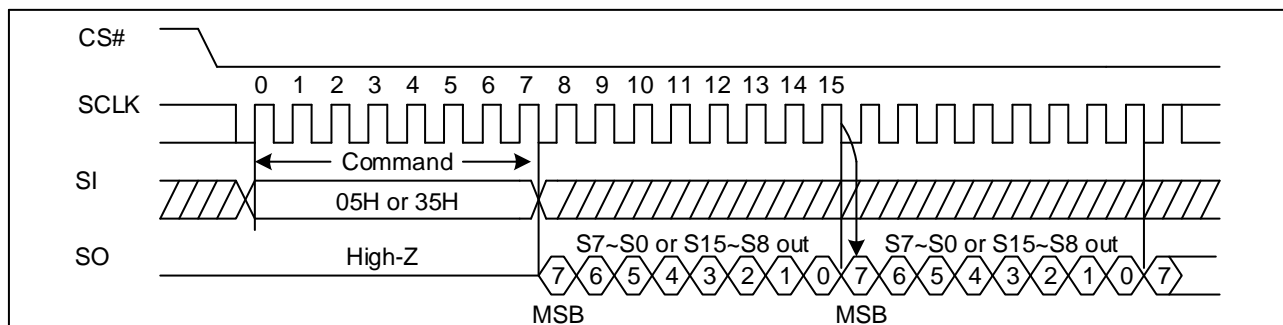 CS#
0 1 2 3 4 5 6 7 8 9 10 11 12 13 14 15
SCLK
Command
SI
05H or 35H
S7~S0 or S15~S8 out S7~S0 or S15~S8 out
SO High-Z
7 6 5 4 3 2 1 0 7 6 5 4 3 2 1 0 7
MSB MSB